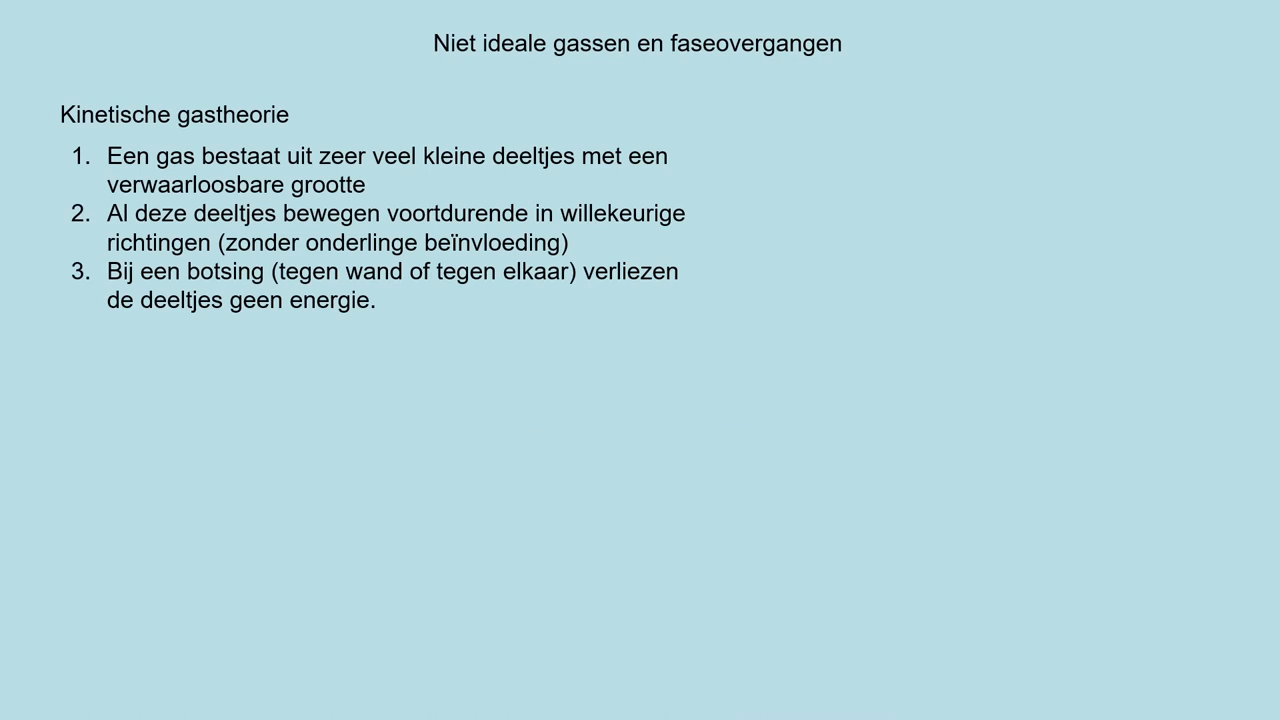 Niet ideale gassen en faseovergangen
Kinetische gastheorie
1. Een gas bestaat uit zeer veel kleine deeltjes met een
verwaarloosbare grootte
2. Al deze deeltjes bewegen voortdurende in willekeurige
richtingen (zonder onderlinge beïnvloeding)
3. Bij een botsing (tegen wand of tegen elkaar) verliezen
de deeltjes geen energie.